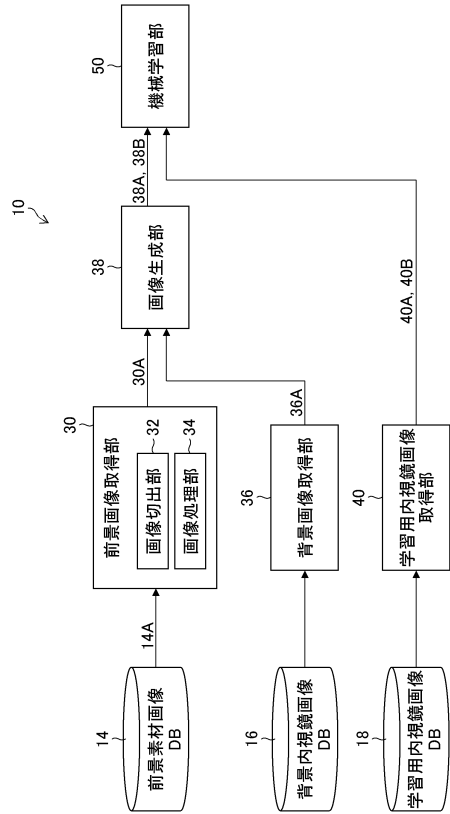 10
14
前景素材画像
DB
14A
30
前景画像取得部
32
画像切出部
34
画像処理部
30A
38
画像生成部
38A, 38B
50
機械学習部
16
背景内視鏡画像
DB
36
背景画像取得部
36A
18
学習用内視鏡画像
DB
40
学習用内視鏡画像
取得部
40A, 40B